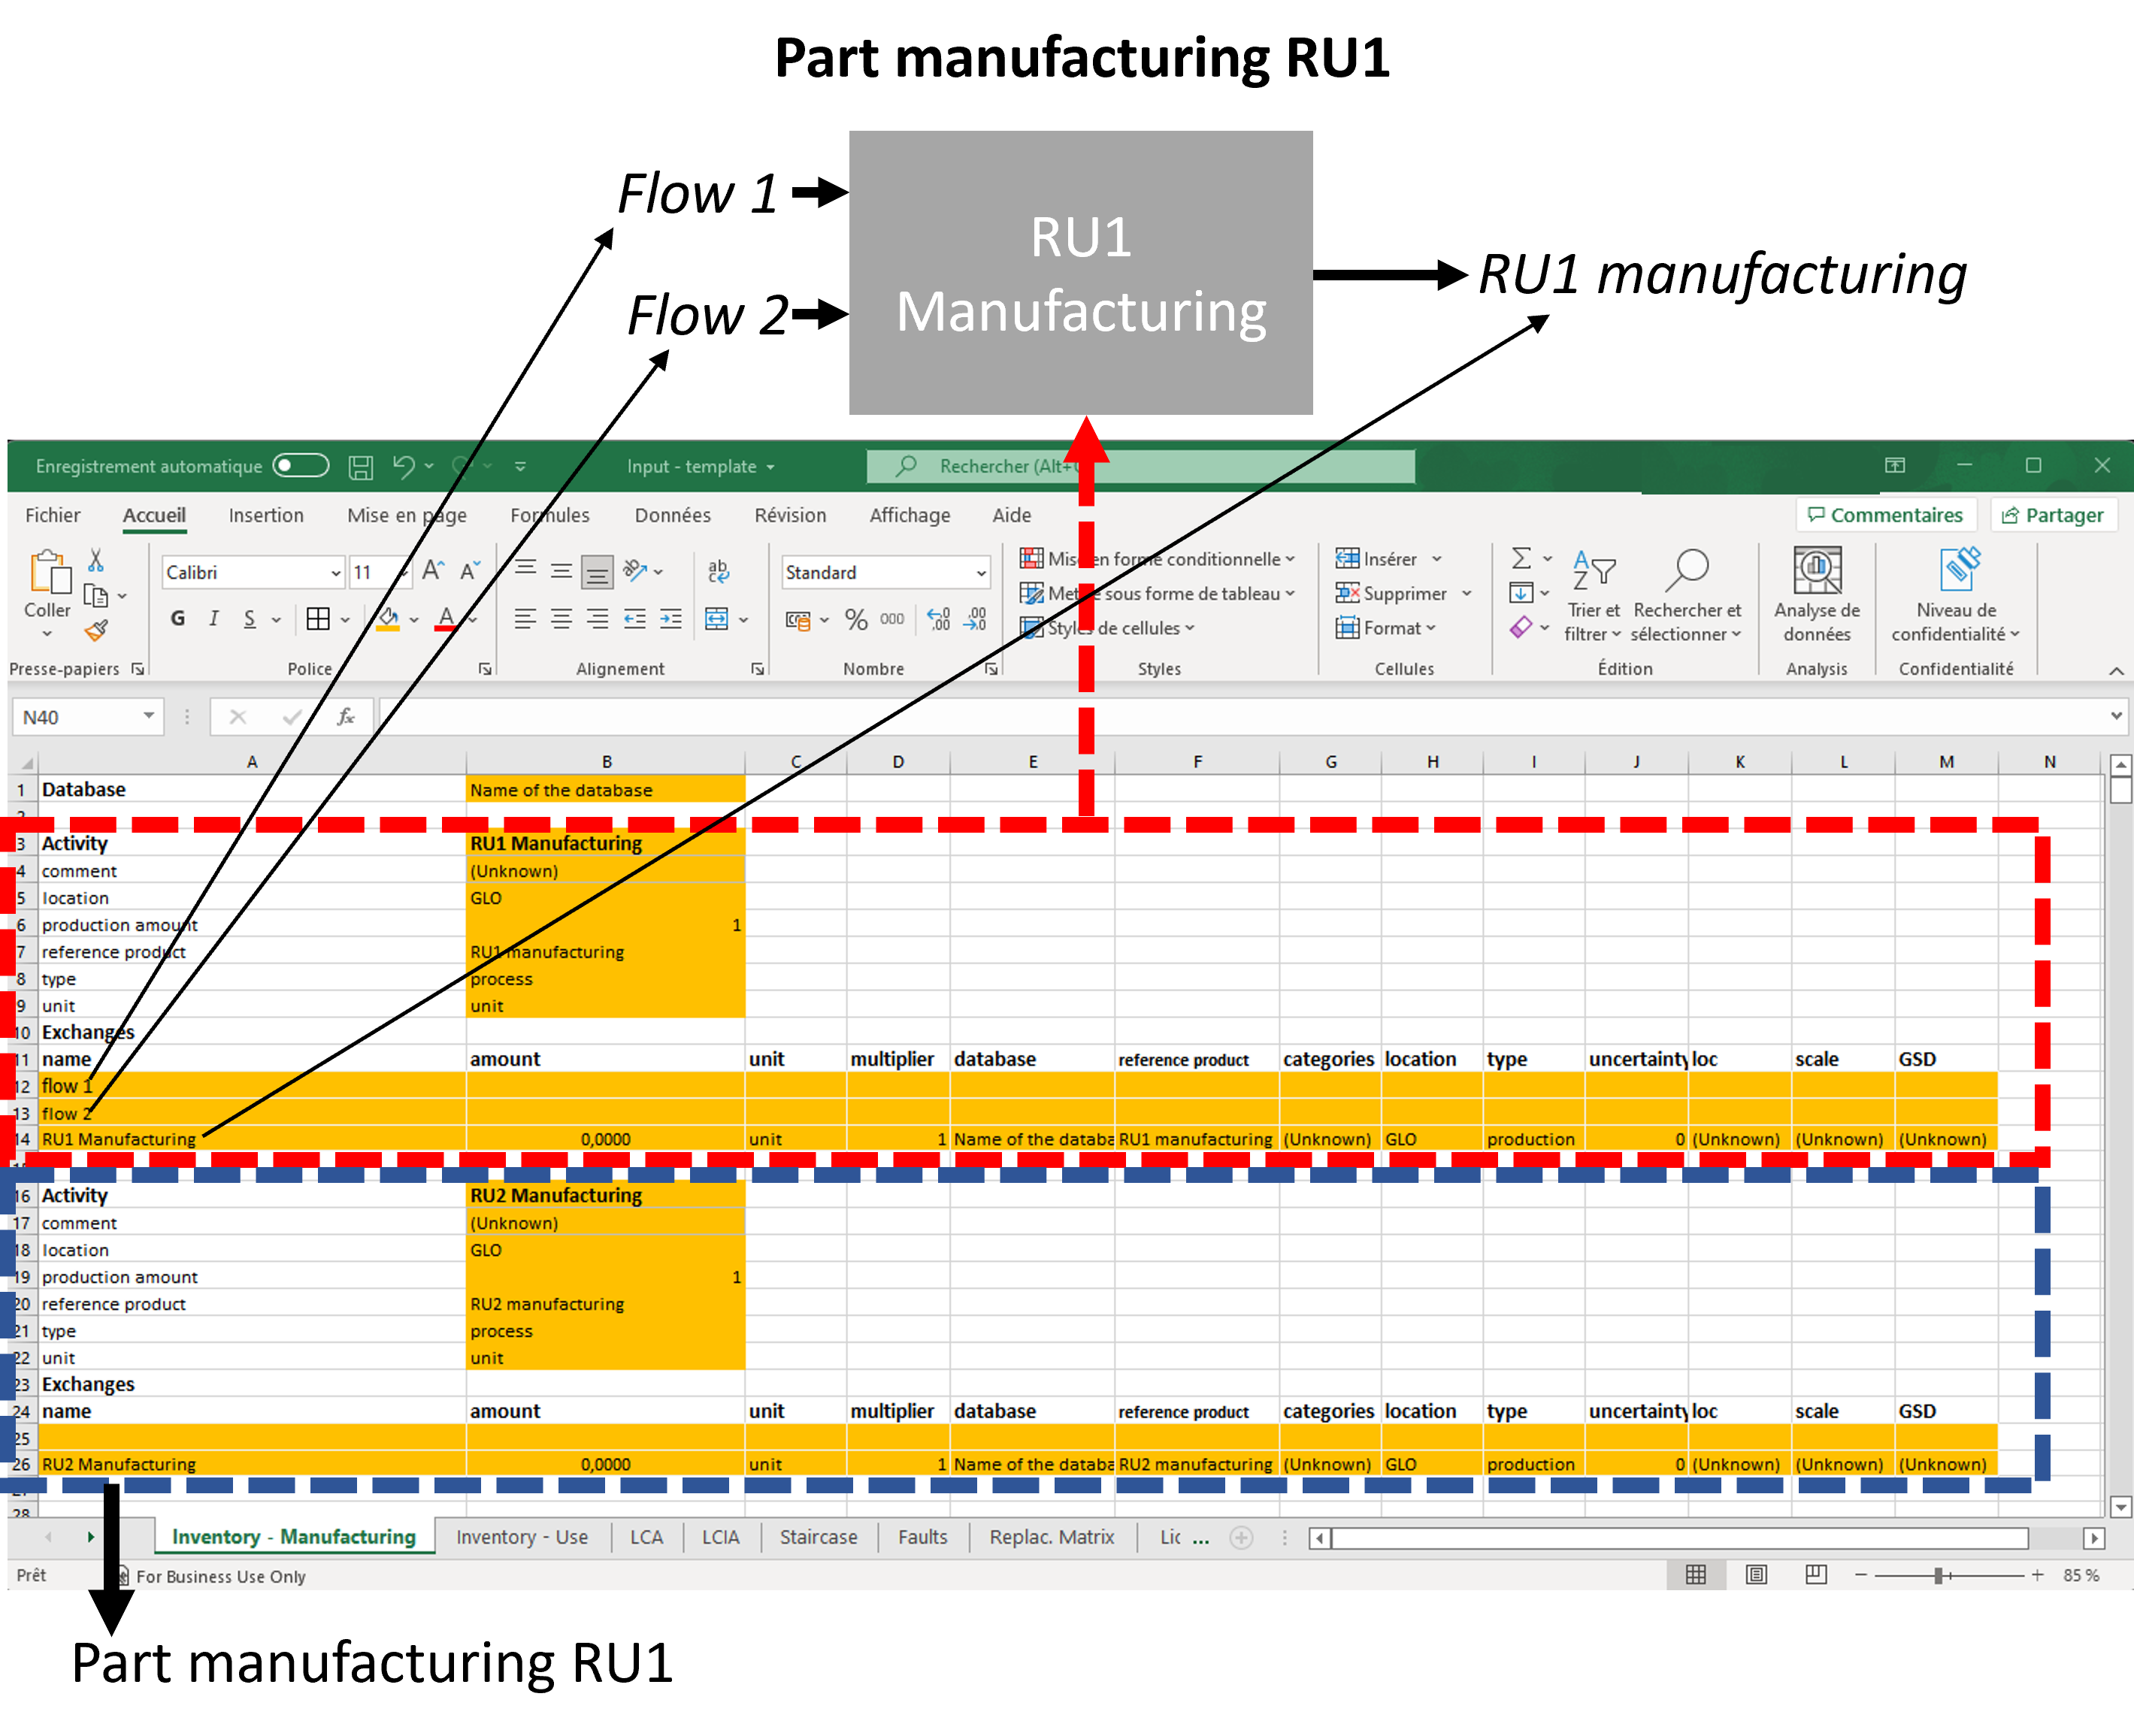 Part manufacturing RU1
Flow 1
RU1
Manufacturing
RU1 manufacturing
Flow 2
Enregistrement automatique
Input - template
Rechercher (Alt+
Fichier Accueil Insertion Mise en page Formules Données Révision Affichage Aide
Commentaires Partager
Coller
Calibri 11
G I S
ab
Standard
% 000
Mise en forme conditionnelle
Mettre sous forme de tableau
Styles de cellules
Insérer
Supprimer
Format
Trier et
filtrer
Rechercher et
sélectionner
Analyse de
données
Niveau de
confidentialité
Presse-papiers Police Alignement Nombre Styles Cellules Édition Analysis Confidentialité
N40 fx
A B C D E F G H I J K L M N
1 Database Name of the database
2
3 Activity RU1 Manufacturing
4 comment (Unknown)
5 location GLO
6 production amount 1
7 reference product RU1 manufacturing
8 type process
9 unit unit
10 Exchanges
11 name amount unit multiplier database reference product categories location type uncertainty loc scale GSD
12 flow 1
13 flow 2
14 RU1 Manufacturing 0,0000 unit 1 Name of the databa RU1 manufacturing (Unknown) GLO production 0 (Unknown) (Unknown) (Unknown)
16 Activity RU2 Manufacturing
17 comment (Unknown)
18 location GLO
19 production amount 1
20 reference product RU2 manufacturing
21 type process
22 unit unit
23 Exchanges
24 name amount unit multiplier database reference product categories location type uncertainty loc scale GSD
25
26 RU2 Manufacturing 0,0000 unit 1 Name of the databa RU2 manufacturing (Unknown) GLO production 0 (Unknown) (Unknown) (Unknown)
28
Inventory - Manufacturing Inventory - Use LCA LCIA Staircase Faults Replac. Matrix Lic ...
Prêt For Business Use Only 85 %
Part manufacturing RU1